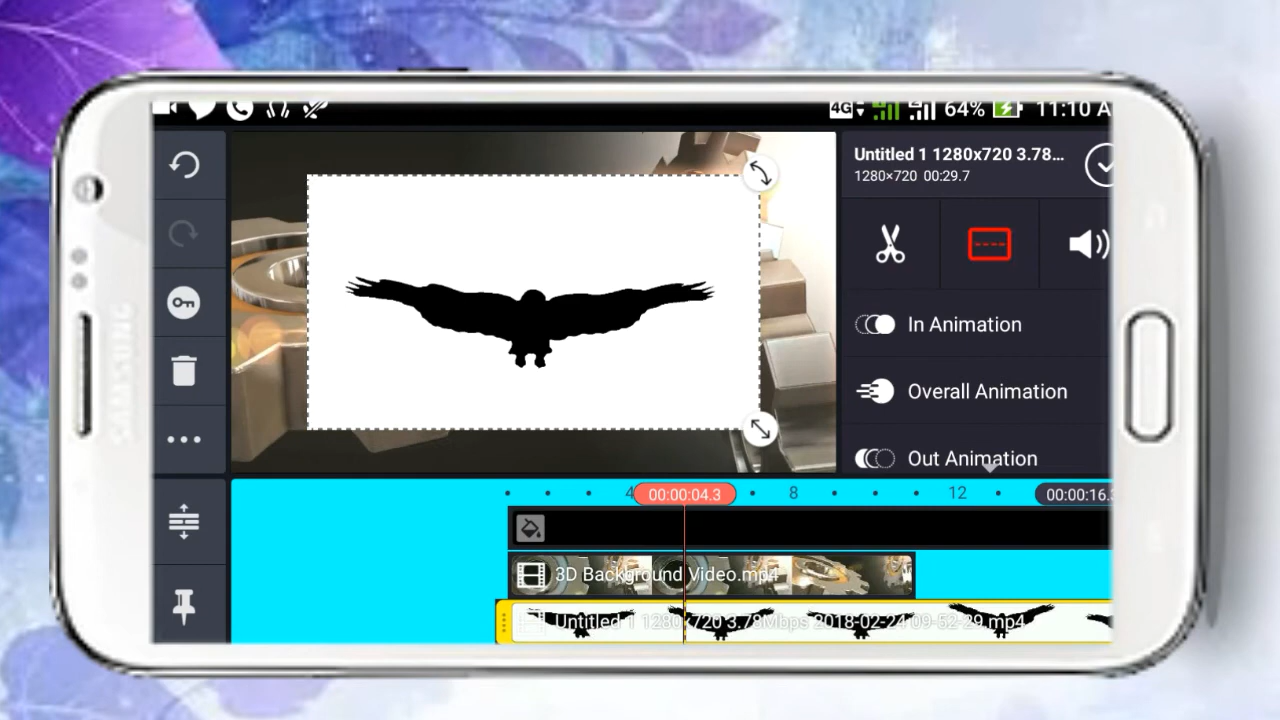 4G 64% 11:10 A
Untitled 1 1280x720 3.78...
1280×720 00:29.7
In Animation
Overall Animation
Out Animation
4 00:00:04.3 8 12 00:00:16.3
3D Background Video.mp4
Untitled 1 1280x720 3.78Mbps 2018-02-24 09-52-29.mp4
SAMSUNG